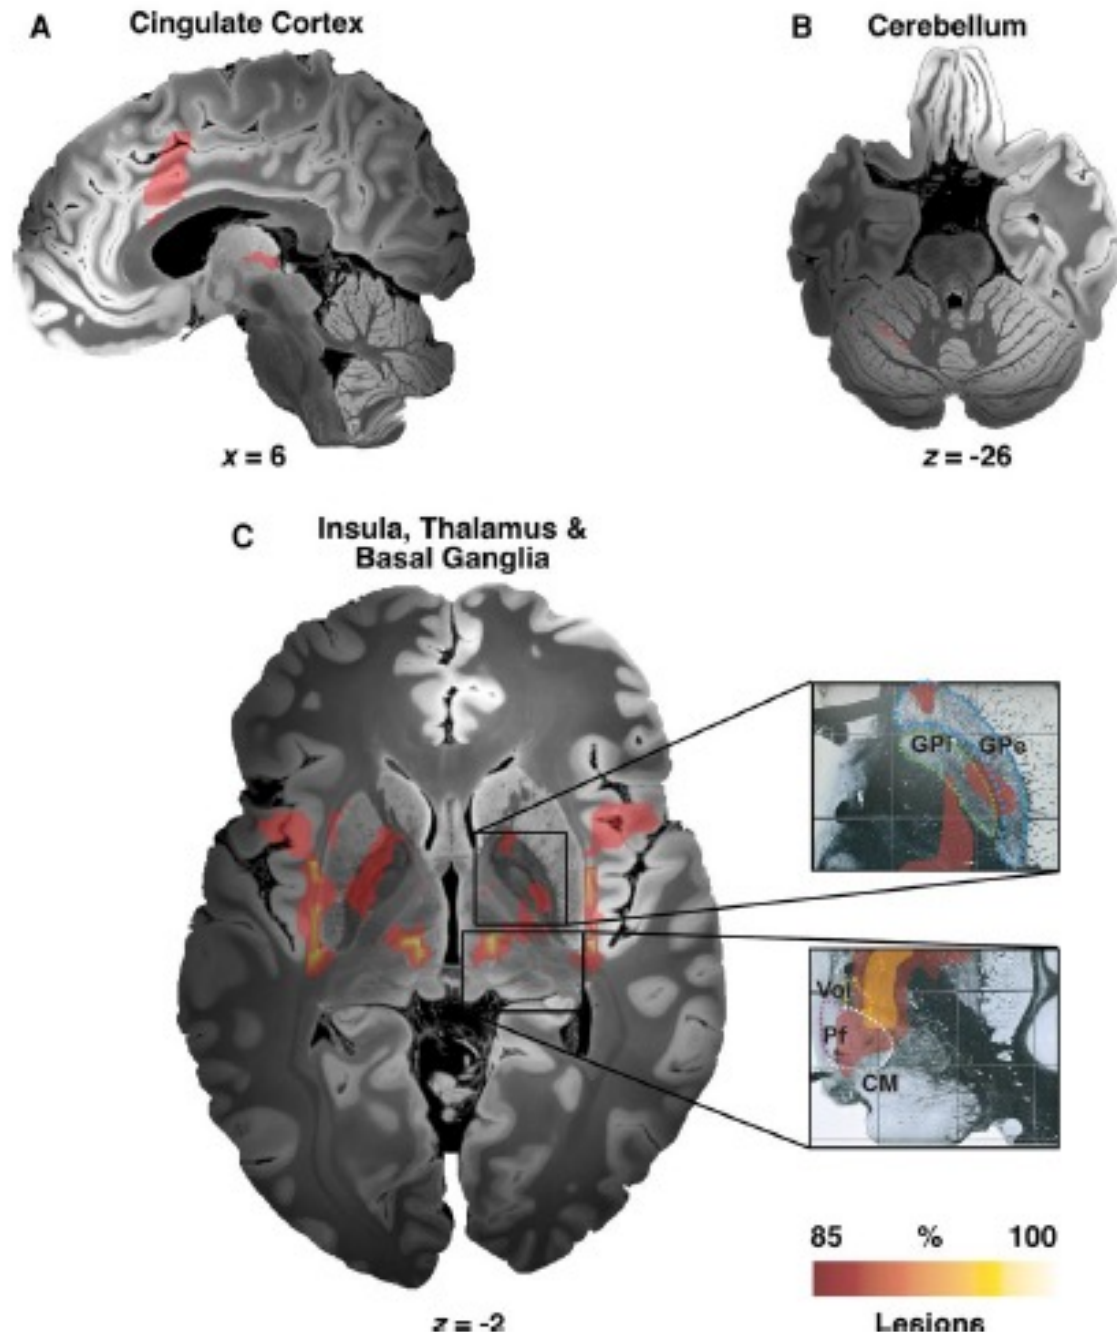 A
Cingulate Cortex
x = 6
B
Cerebellum
z = -26
C
Insula, Thalamus &
Basal Ganglia
GPi
GPe
Voi
Pf
CM
z = -2
85 % 100
Lesions